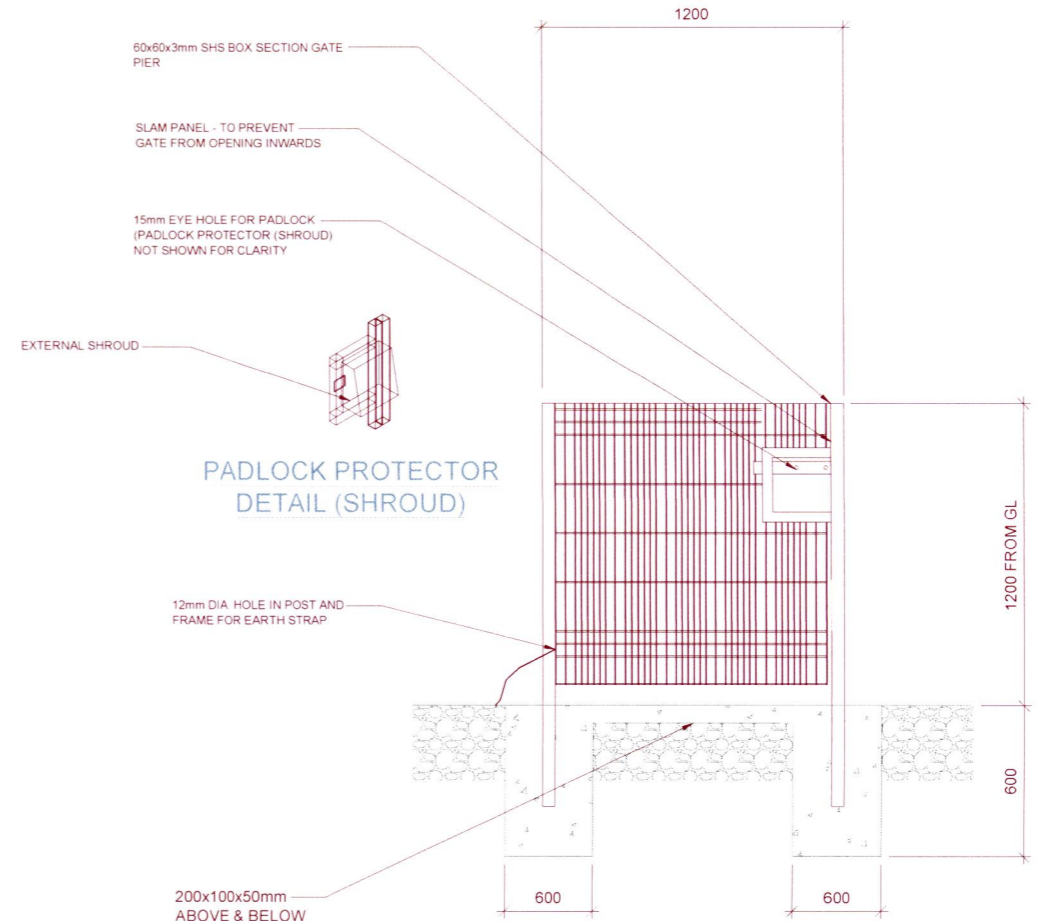 1200
60x60x3mm SHS BOX SECTION GATE
PIER
SLAM PANEL - TO PREVENT
GATE FROM OPENING INWARDS
15mm EYE HOLE FOR PADLOCK
(PADLOCK PROTECTOR (SHROUD)
NOT SHOWN FOR CLARITY
EXTERNAL SHROUD
PADLOCK PROTECTOR
DETAIL (SHROUD)
1200 FROM GL
12mm DIA HOLE IN POST AND
FRAME FOR EARTH STRAP
600
200x100x50mm
ABOVE & BELOW
600
600